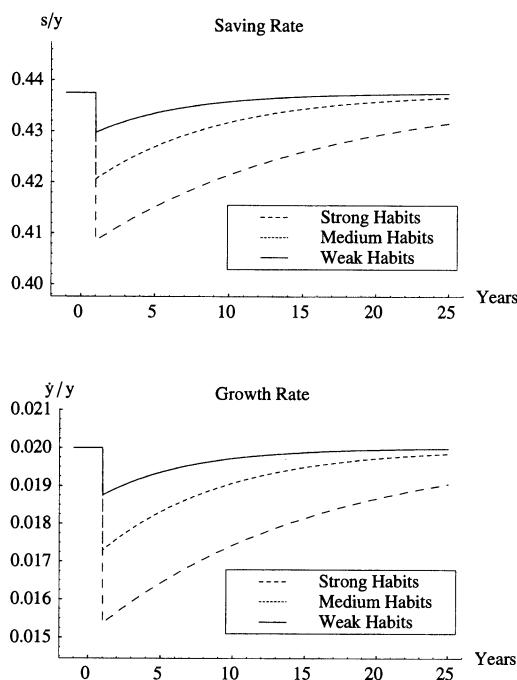 s/y
Saving Rate
0.44
0.43
0.42
0.41
0.40
Strong Habits
Medium Habits
Weak Habits
0 5 10 15 20 25 Years
ẏ/y
Growth Rate
0.021
0.020
0.019
0.018
0.017
0.016
0.015
Strong Habits
Medium Habits
Weak Habits
0 5 10 15 20 25 Years